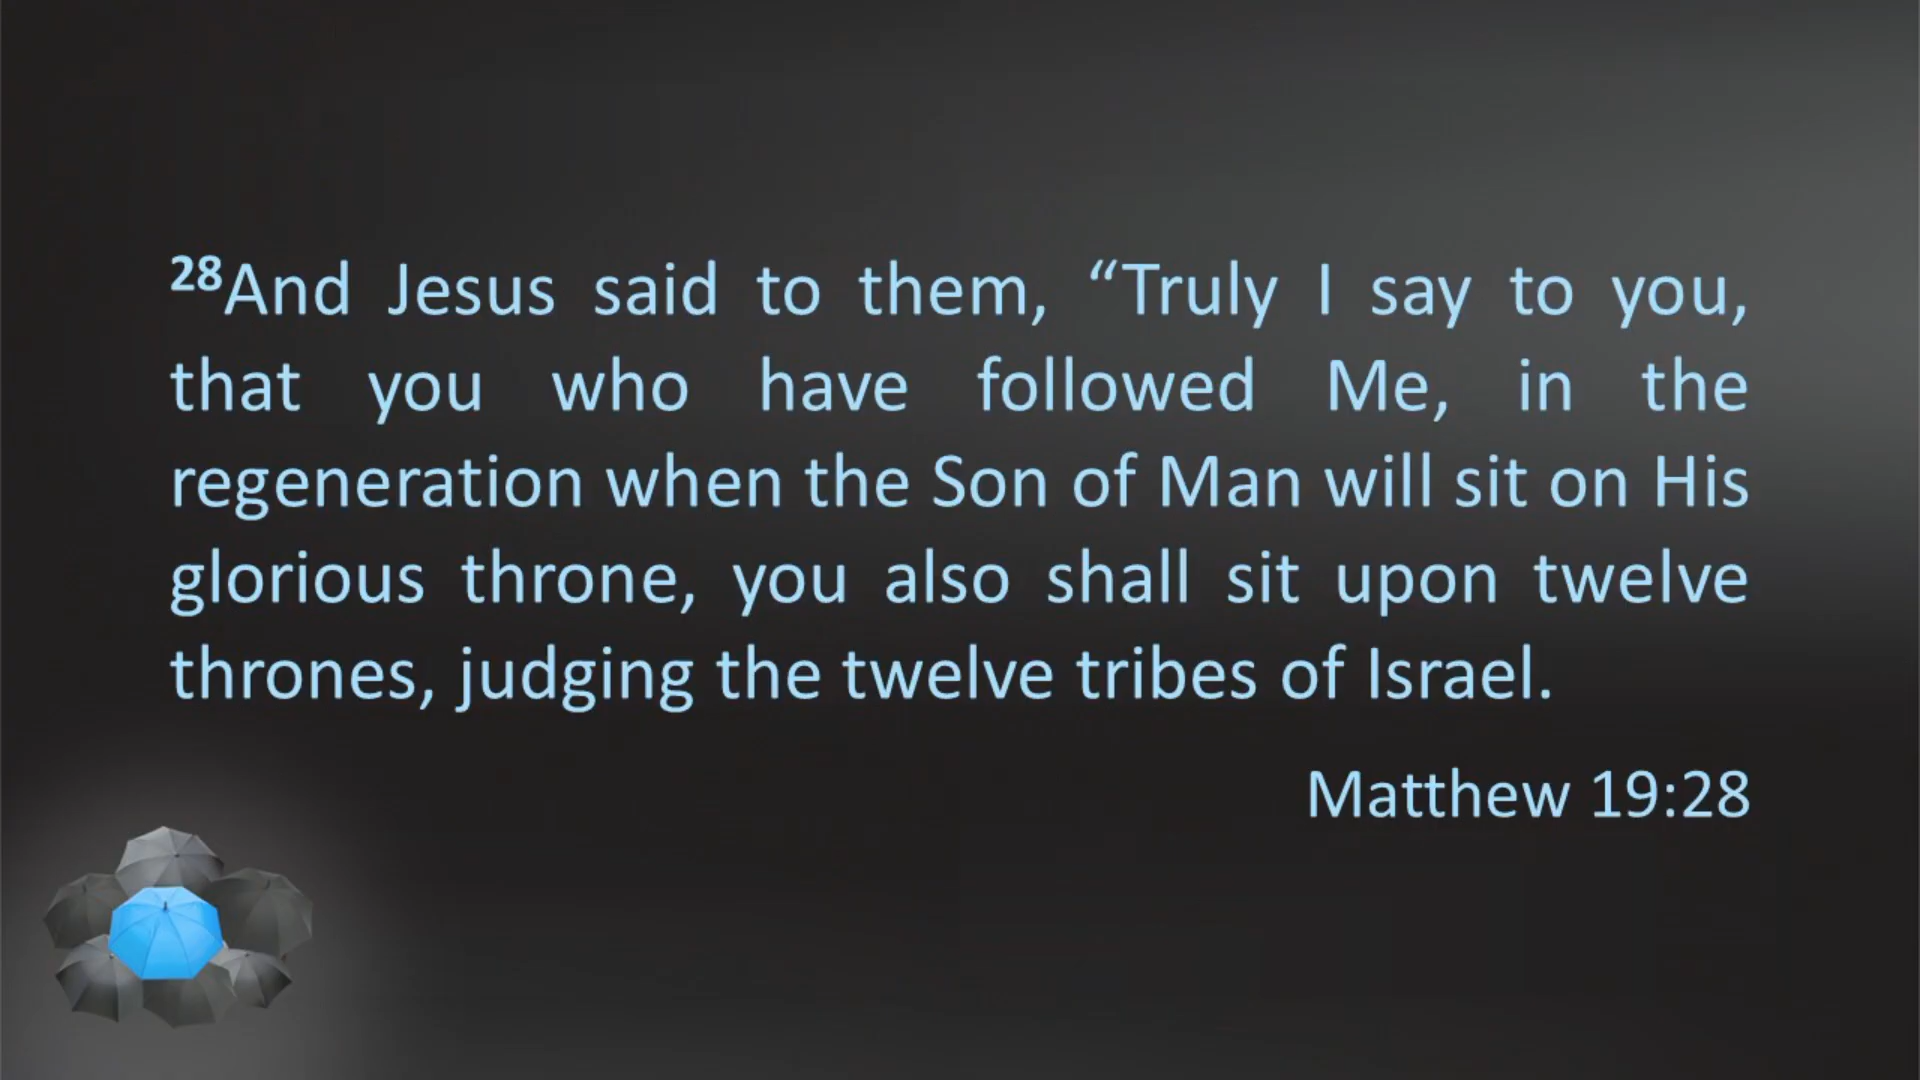 28And Jesus said to them, “Truly I say to you,
that you who have followed Me, in the
regeneration when the Son of Man will sit on His
glorious throne, you also shall sit upon twelve
thrones, judging the twelve tribes of Israel.
Matthew 19:28